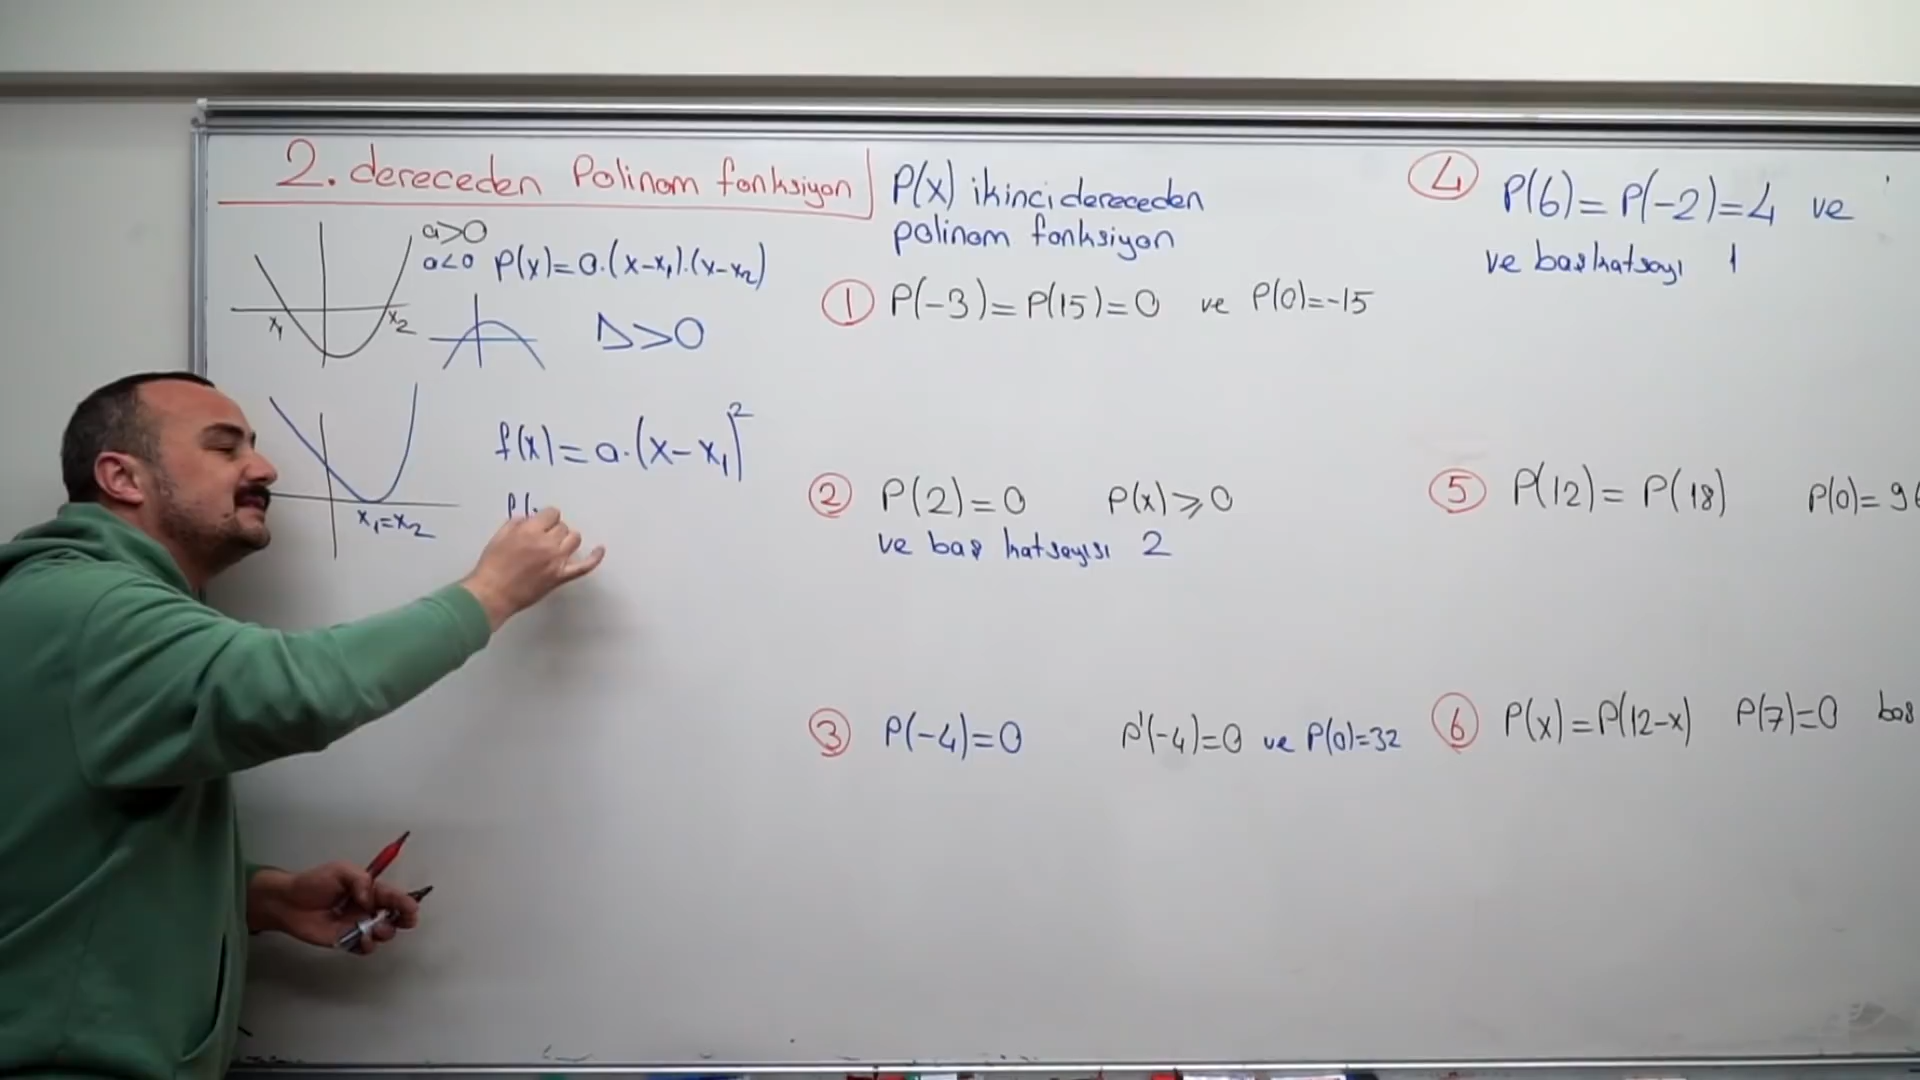 2. dereceden Polinom fonksiyon
a>0
a<0 P(x)=a.(x-x₁).(x-x₂)
x₁ x₂
Δ>0
f(x)=a.(x-x₁)²
P(
x₁=x₂
P(x) ikinci dereceden
polinom fonksiyon
① P(-3)=P(15)=0 ve P(0)=-15
② P(2)=0 P(x)⩾0
ve baş katsayısı 2
③ P(-4)=0 P'(-4)=0 ve P(0)=32
④ P(6)=P(-2)=4 ve
ve başkatsayı 1
⑤ P(12)=P(18) P(0)=96
⑥ P(x)=P(12-x) P(7)=0 baş